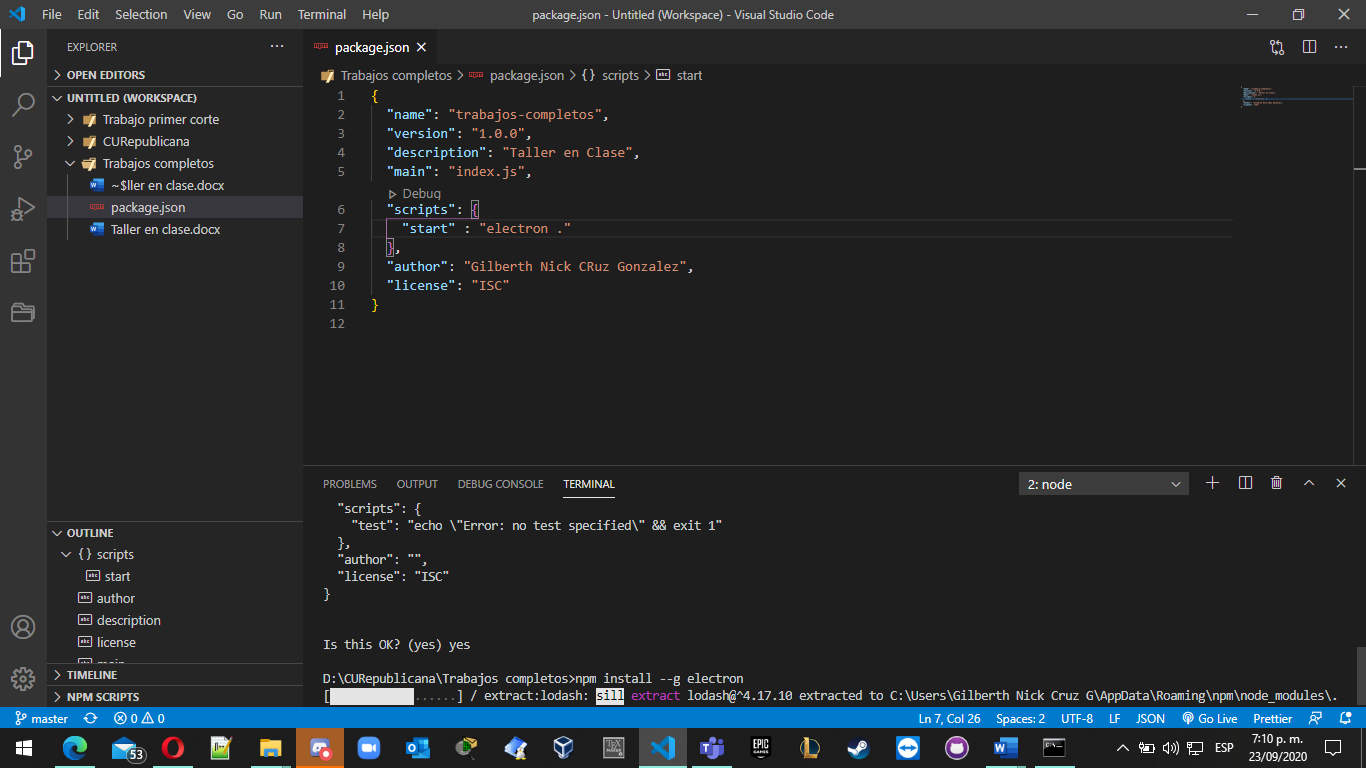 File Edit Selection View Go Run Terminal Help
package.json - Untitled (Workspace) - Visual Studio Code
EXPLORER
OPEN EDITORS
UNTITLED (WORKSPACE)
Trabajo primer corte
CURepublicana
Trabajos completos
~$ller en clase.docx
package.json
Taller en clase.docx
OUTLINE
{} scripts
start
author
description
license
main
TIMELINE
NPM SCRIPTS
package.json
Trabajos completos > package.json > {} scripts > start
1 {
2 "name": "trabajos-completos",
3 "version": "1.0.0",
4 "description": "Taller en Clase",
5 "main": "index.js",
Debug
6 "scripts": {
7 "start" : "electron ."
8 },
9 "author": "Gilberth Nick CRuz Gonzalez",
10 "license": "ISC"
11 }
12
PROBLEMS OUTPUT DEBUG CONSOLE TERMINAL
2: node
"scripts": {
"test": "echo \"Error: no test specified\" && exit 1"
},
"author": "",
"license": "ISC"
}
Is this OK? (yes) yes
D:\CURepublicana\Trabajos completos>npm install --g electron
[ ......] / extract:lodash: sill extract lodash@^4.17.10 extracted to C:\Users\Gilberth Nick Cruz G\AppData\Roaming\npm\node_modules\.
master 0 0 Ln 7, Col 26 Spaces: 2 UTF-8 LF JSON Go Live Prettier
53
EPIC GAMES
ESP
7:10 p. m.
23/09/2020